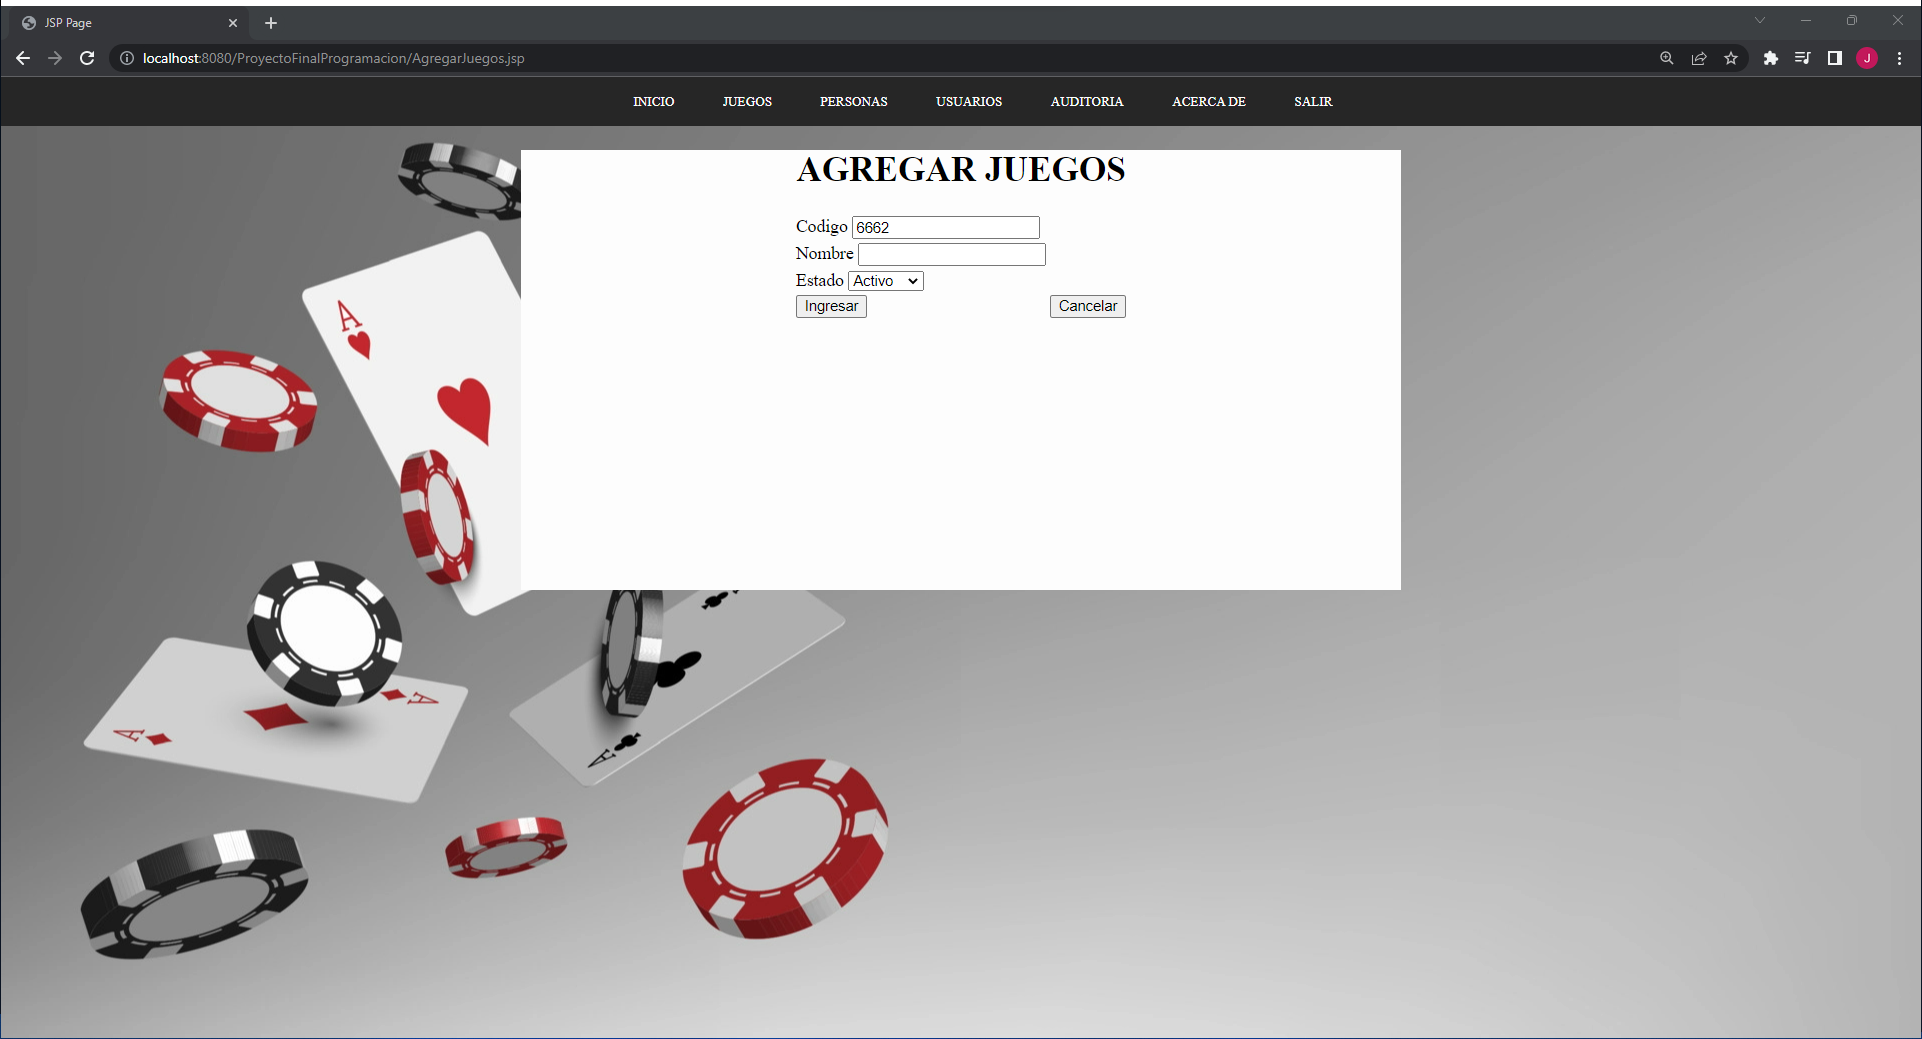 JSP Page
localhost:8080/ProyectoFinalProgramacion/AgregarJuegos.jsp
J
INICIO JUEGOS PERSONAS USUARIOS AUDITORIA ACERCA DE SALIR
AGREGAR JUEGOS
Codigo 6662
Nombre
Estado Activo
Ingresar Cancelar
A
A
A
A